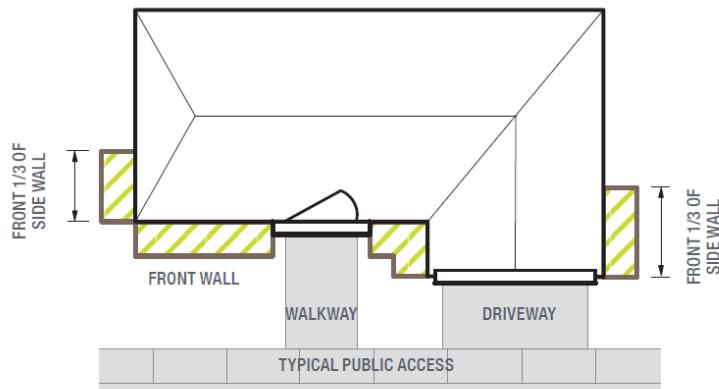 FRONT 1/3 OF
SIDE WALL
FRONT WALL
WALKWAY
DRIVEWAY
FRONT 1/3 OF
SIDE WALL
TYPICAL PUBLIC ACCESS